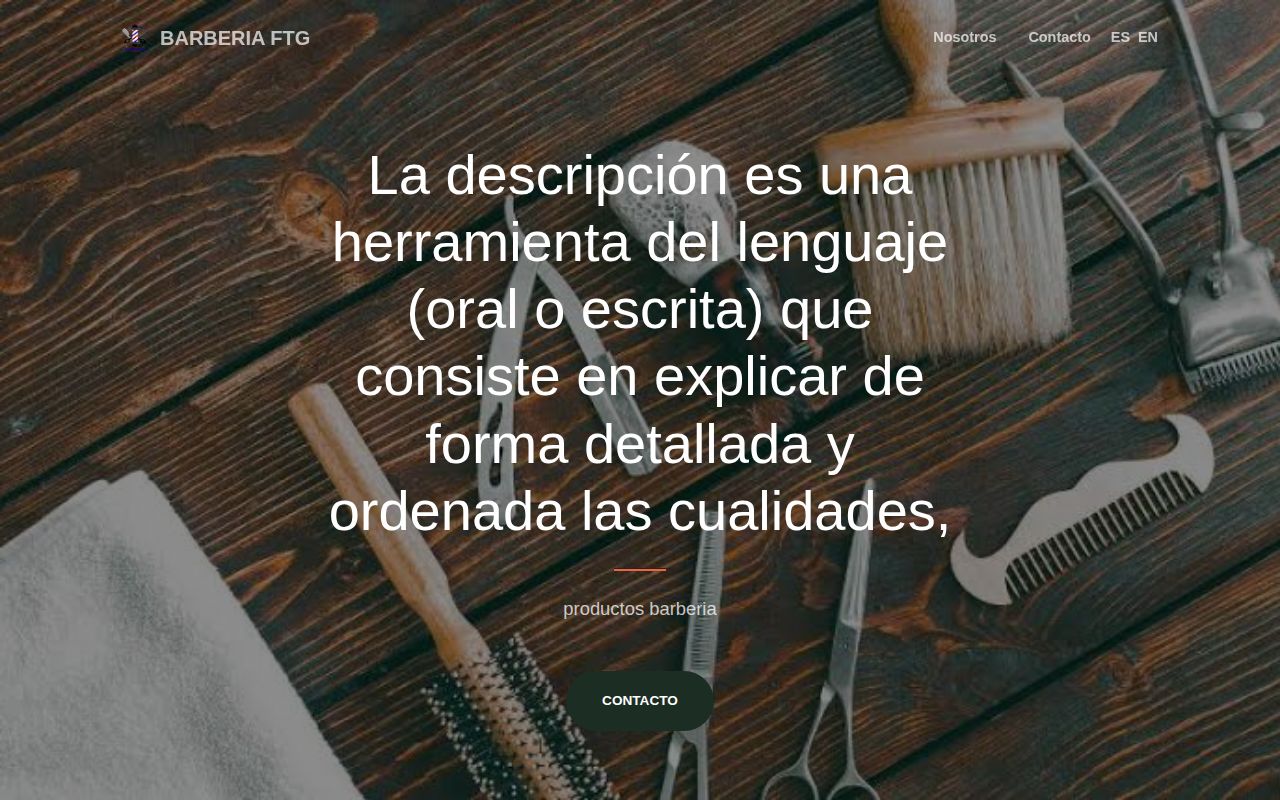 BARBERIA FTG
Nosotros Contacto ES EN
La descripción es una
herramienta del lenguaje
(oral o escrita) que
consiste en explicar de
forma detallada y
ordenada las cualidades,
productos barberia
CONTACTO